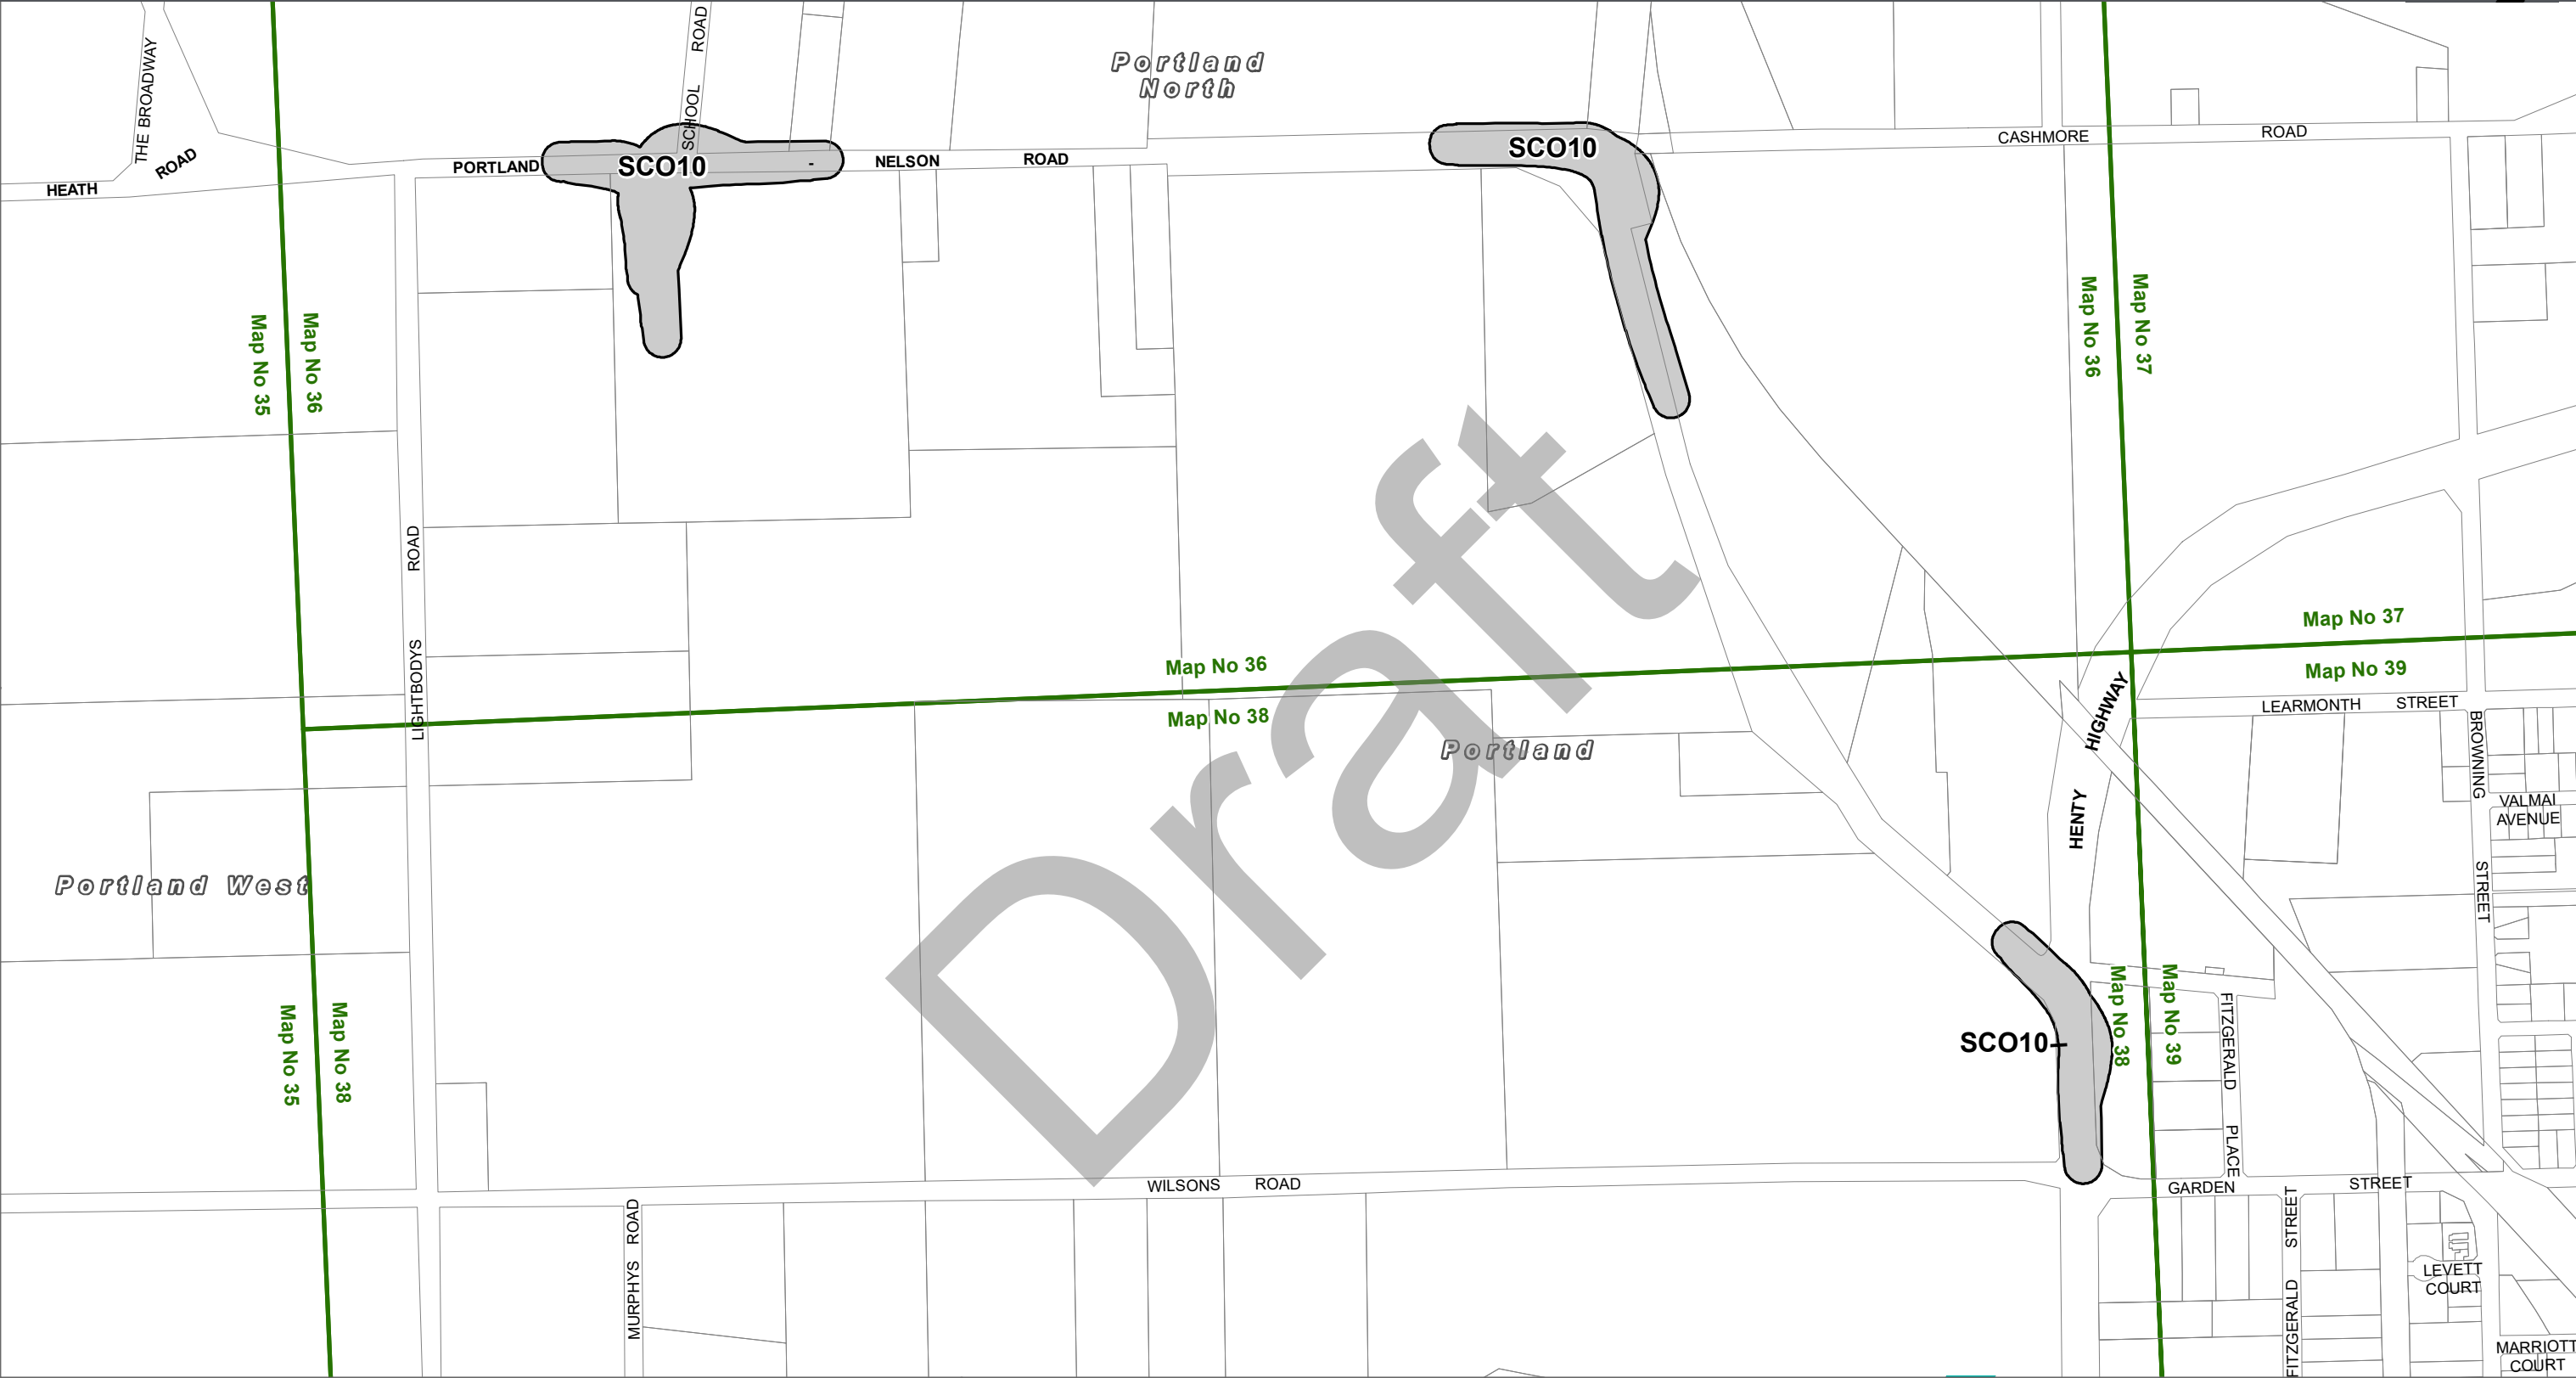 THE BROADWAY
HEATH
ROAD
PORTLAND
SCHOOL ROAD
SCO10
-
NELSON
ROAD
Portland
North
SCO10
CASHMORE
ROAD
Map No 35
Map No 36
Map No 36
Map No 37
LIGHTBODYS ROAD
Map No 36
Map No 38
Map No 37
Map No 39
Draft
Portland
Portland West
HENTY HIGHWAY
LEARMONTH STREET
BROWNING STREET
VALMAI
AVENUE
Map No 35
Map No 38
SCO10
Map No 38
Map No 39
FITZGERALD PLACE
WILSONS ROAD
GARDEN STREET
MURPHYS ROAD
FITZGERALD STREET
LEVETT
COURT
MARRIOTT
COURT